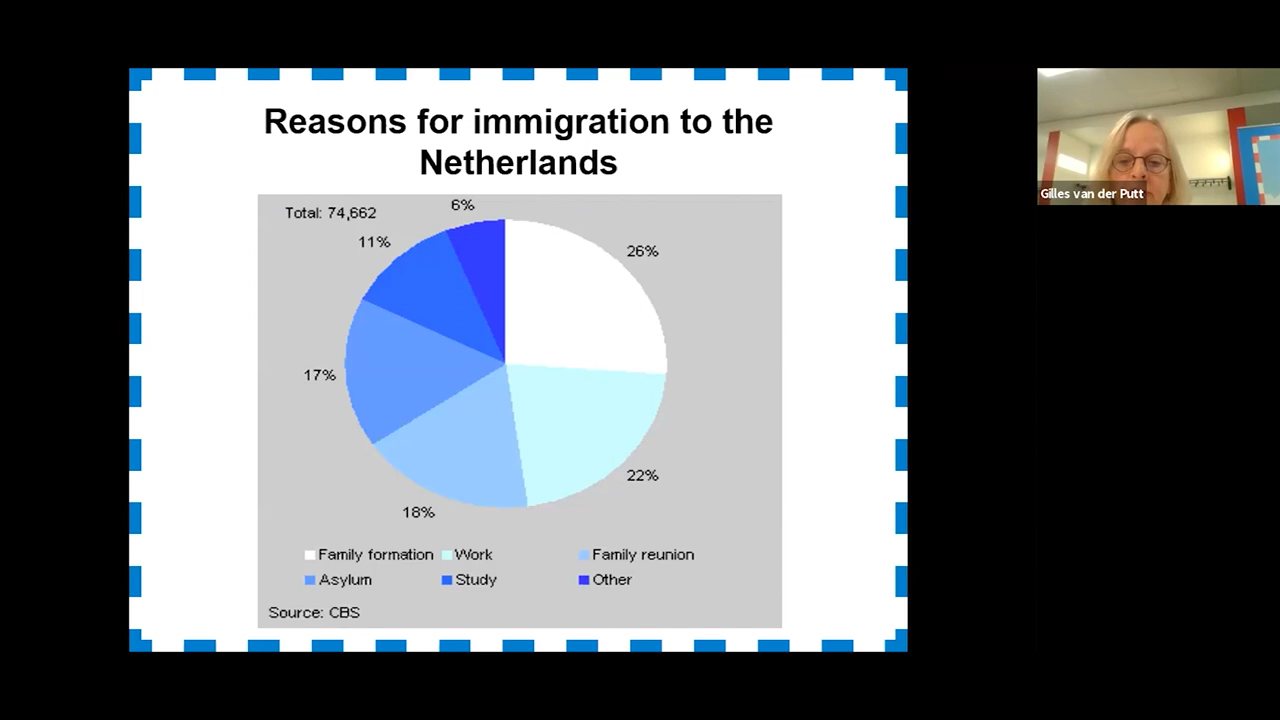 Reasons for immigration to the
Netherlands
Total: 74,662
6%
11%
26%
17%
22%
18%
Family formation
Work
Family reunion
Asylum
Study
Other
Source: CBS
Gilles van der Putt